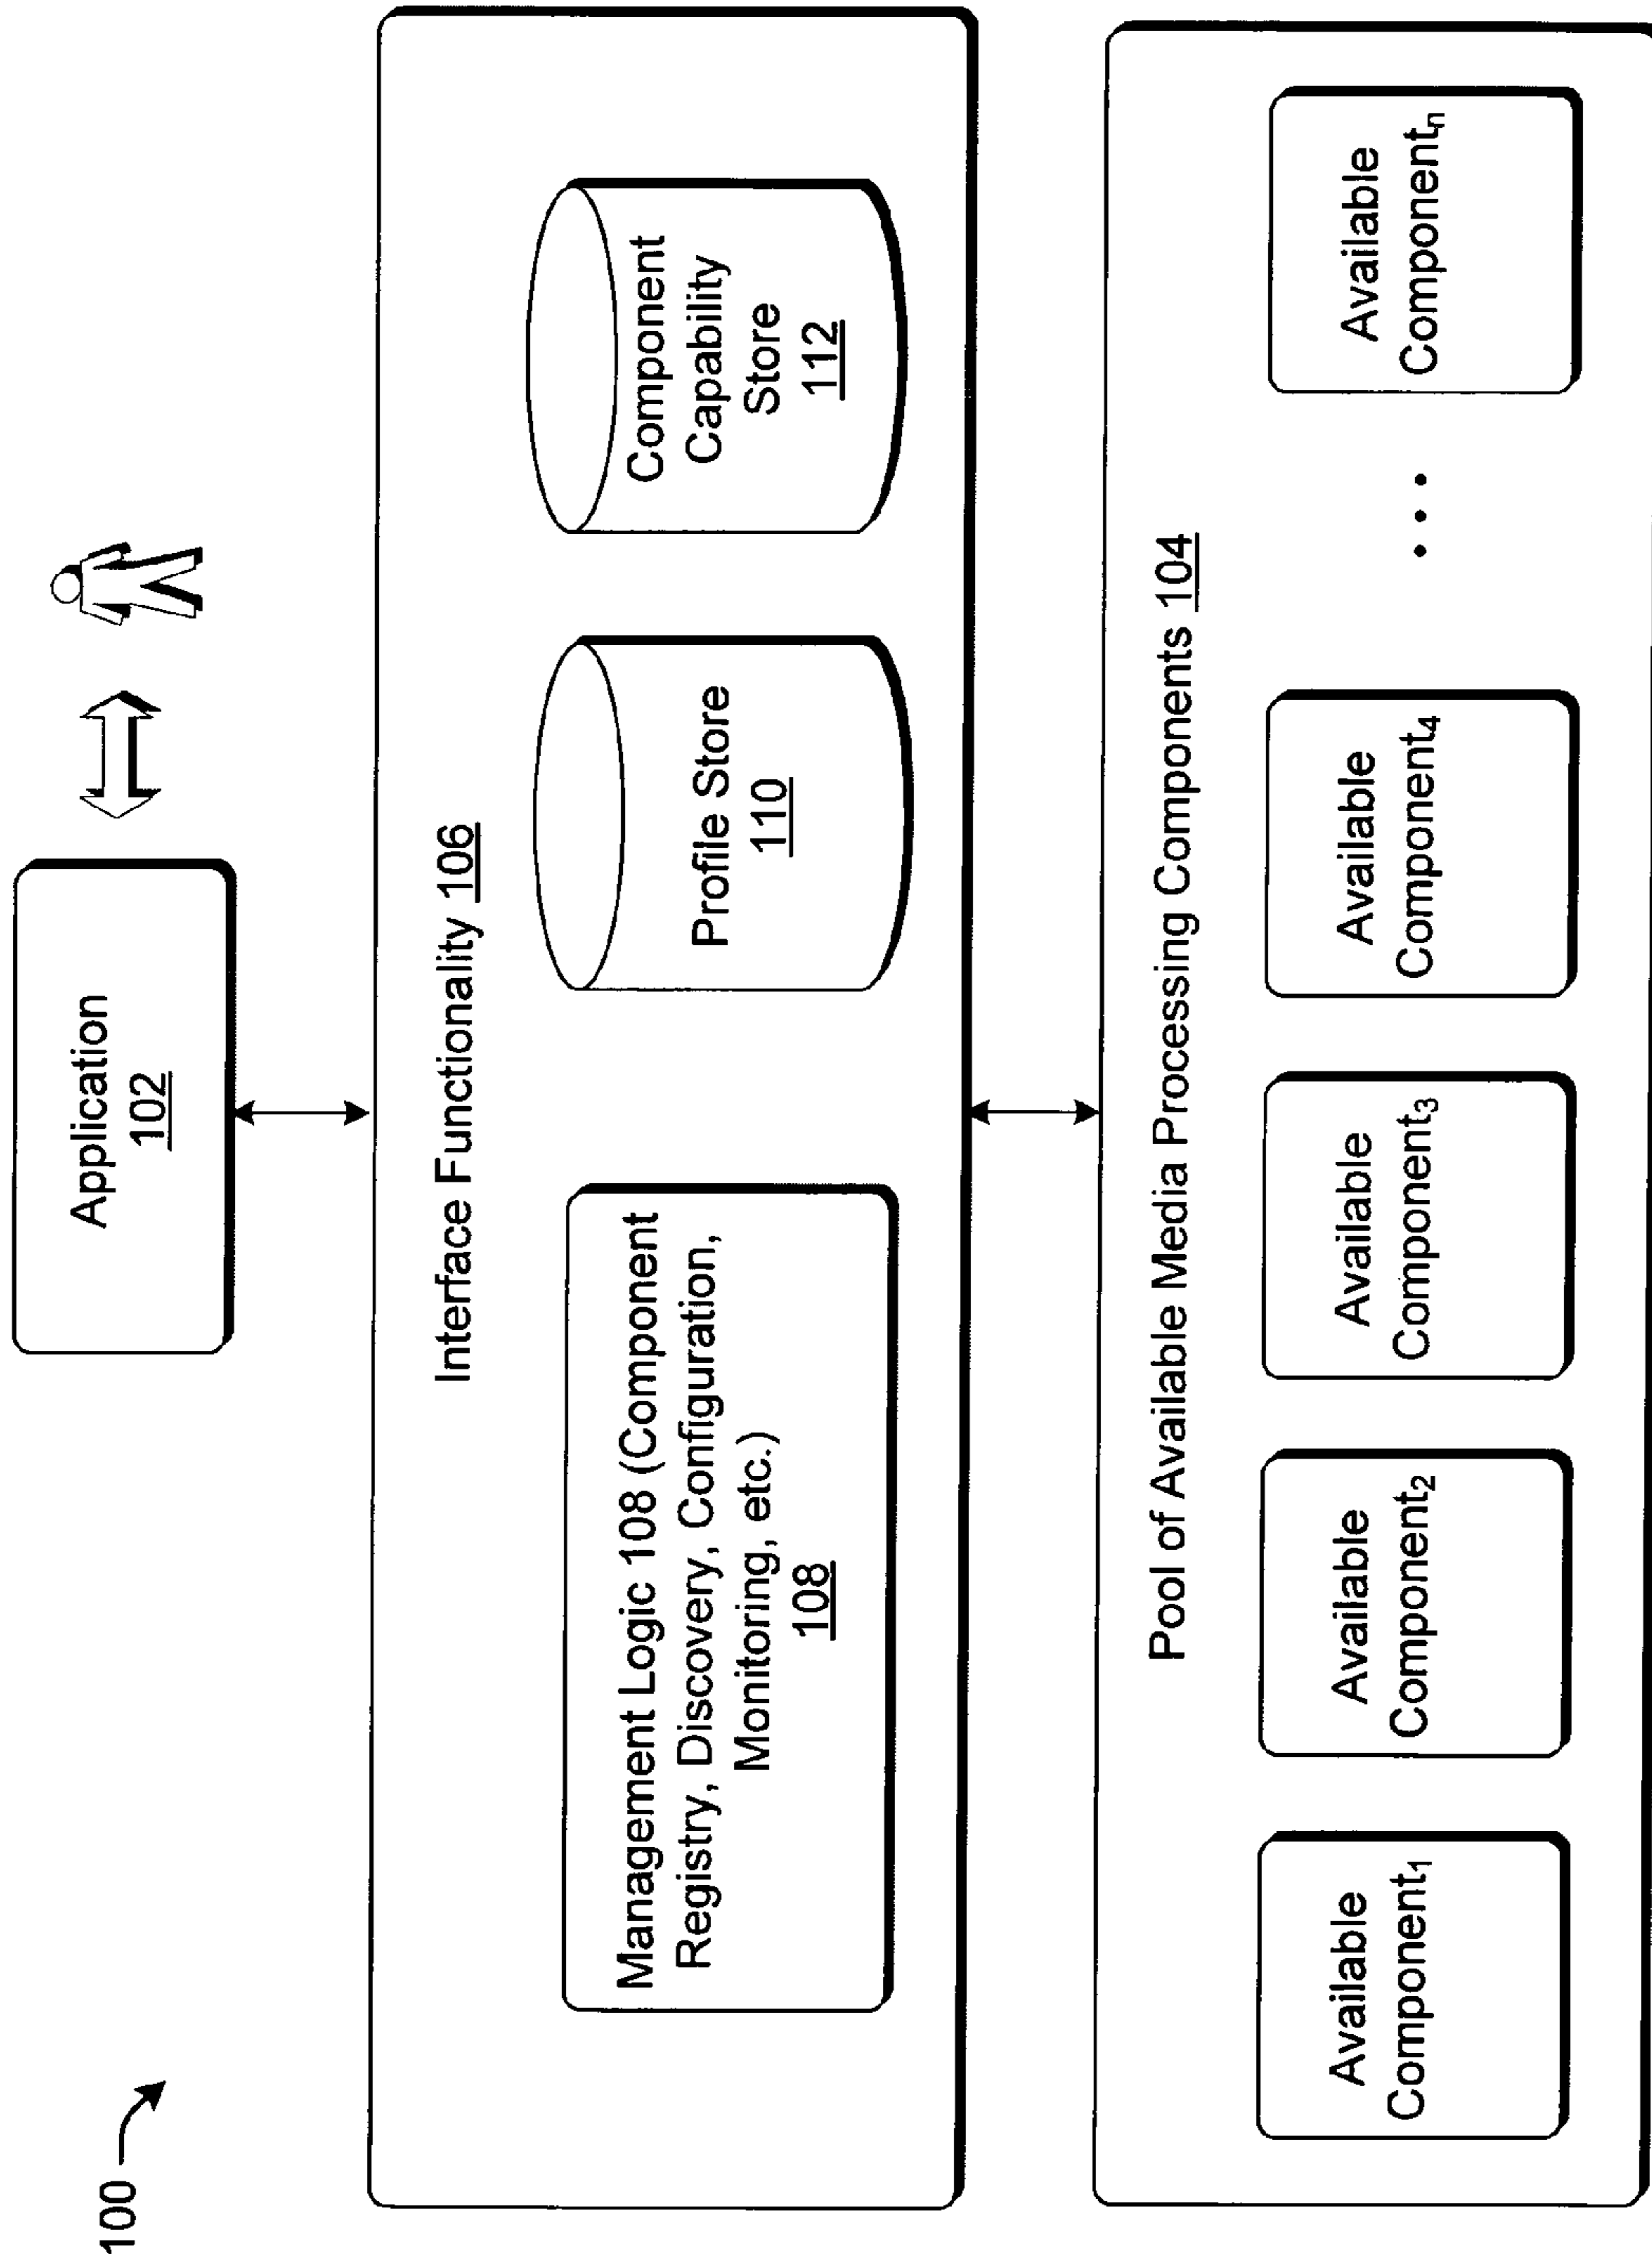 100
Application
102
Interface Functionality 106
Management Logic 108 (Component
Registry, Discovery, Configuration,
Monitoring, etc.)
108
Profile Store
110
Component
Capability
Store
112
Pool of Available Media Processing Components 104
Available
Component1
Available
Component2
Available
Component3
Available
Component4
• • •
Available
Componentn